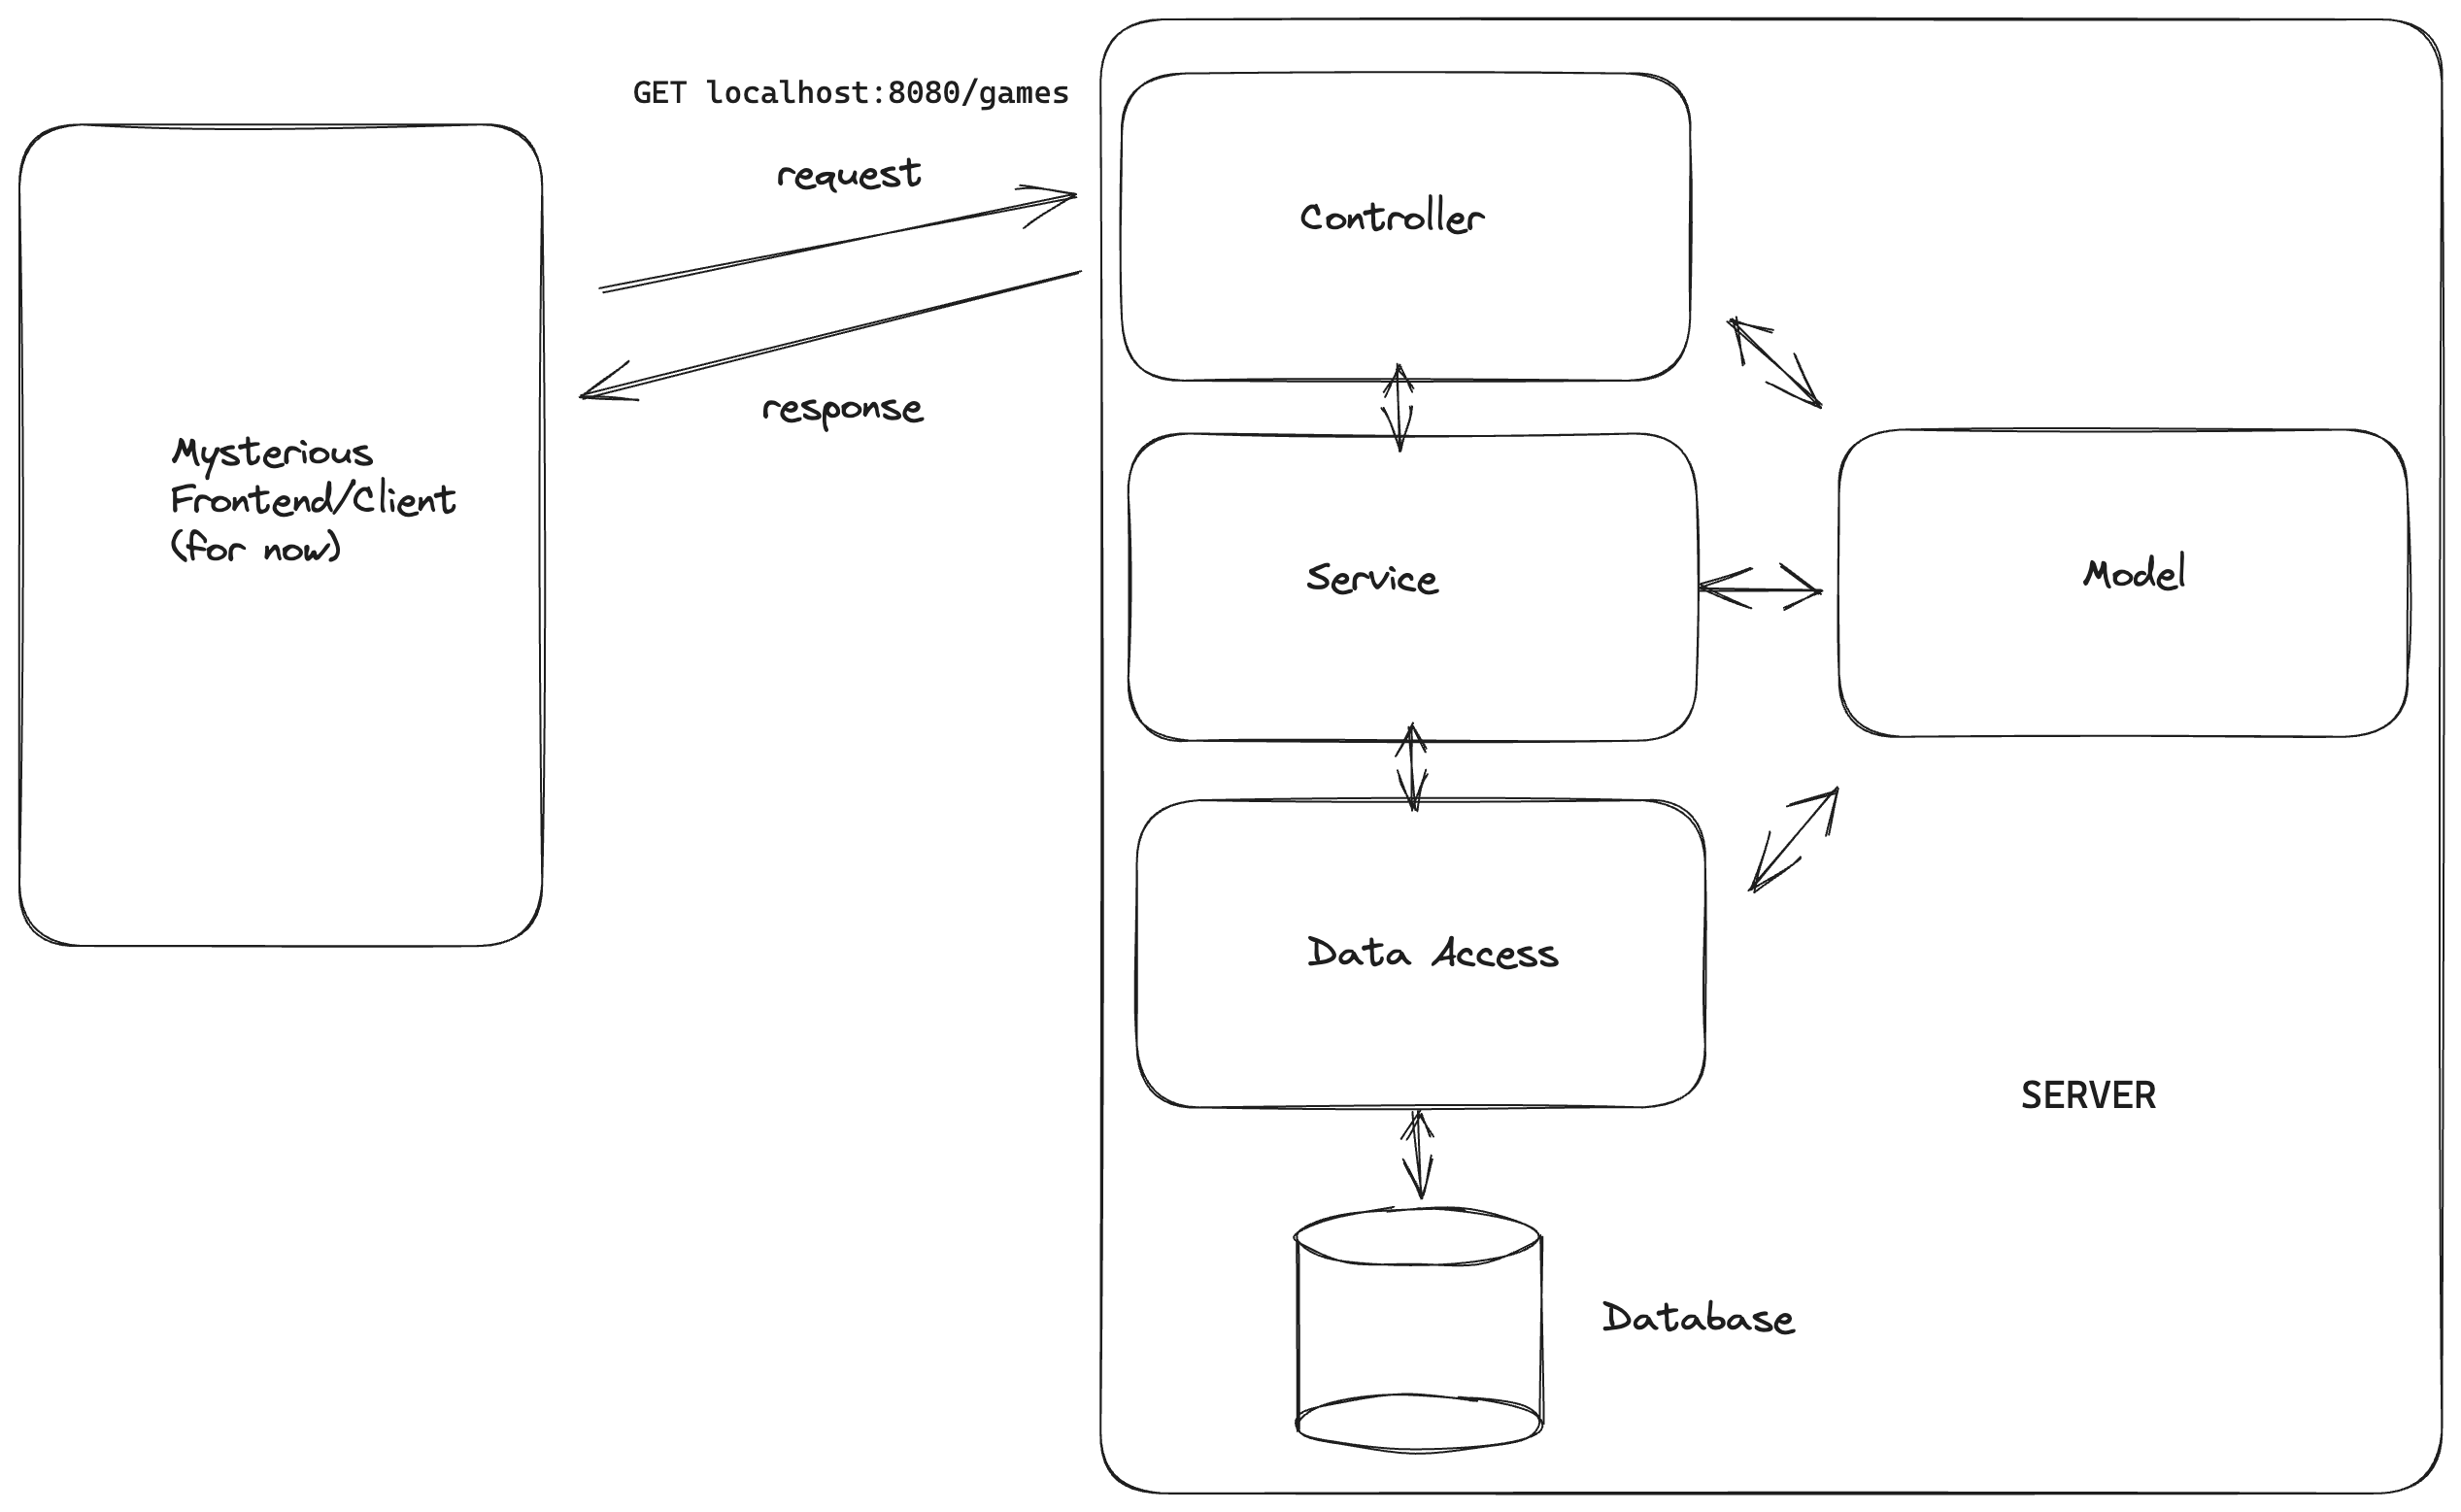 GET localhost:8080/games
request
response
Mysterious
Frontend/Client
(for now)
Controller
Service
Model
Data Access
SERVER
Database